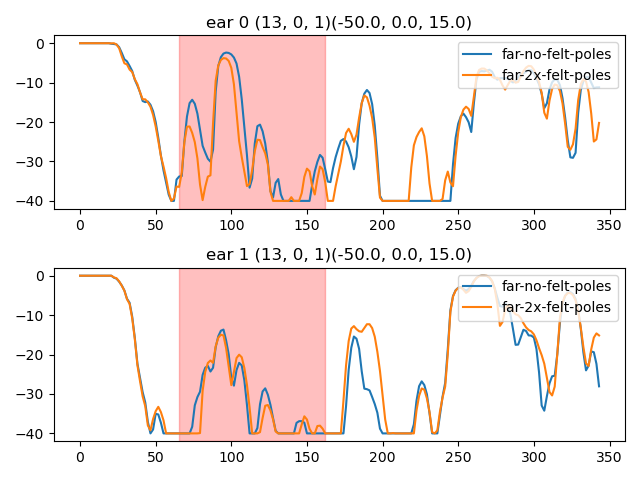 ear 0 (13, 0, 1)(-50.0, 0.0, 15.0)
0
−10
−20
−30
−40
far-no-felt-poles
far-2x-felt-poles
0 50 100 150 200 250 300 350
ear 1 (13, 0, 1)(-50.0, 0.0, 15.0)
0
−10
−20
−30
−40
far-no-felt-poles
far-2x-felt-poles
0 50 100 150 200 250 300 350